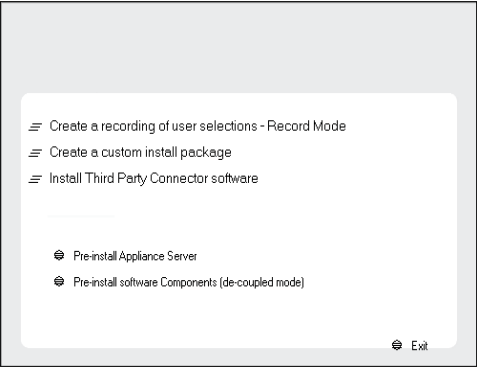 Create a recording of user selections - Record Mode
Create a custom install package
Install Third Party Connector software
Pre-install Appliance Server
Pre-install software Components (de-coupled mode)
Exit